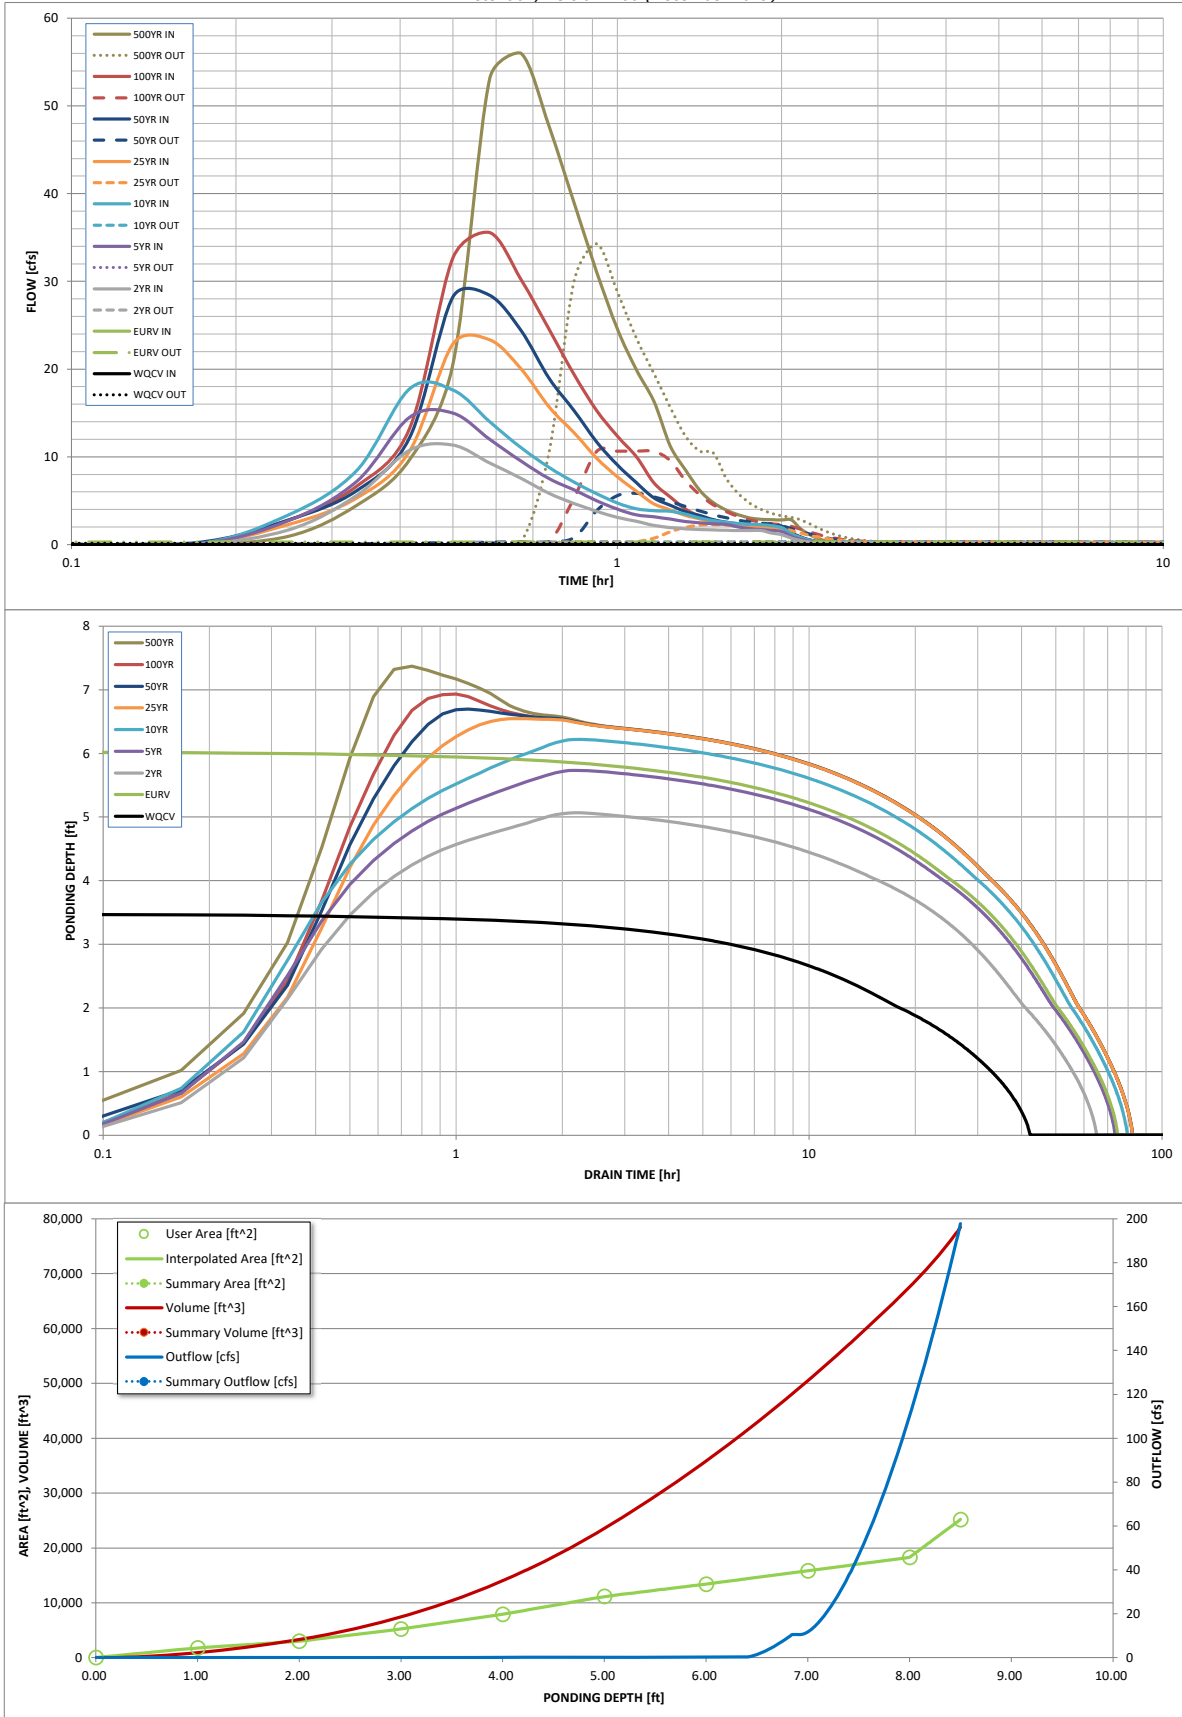 60
50
40
30
20
10
0
FLOW [cfs]
500YR IN
500YR OUT
100YR IN
100YR OUT
50YR IN
50YR OUT
25YR IN
25YR OUT
10YR IN
10YR OUT
5YR IN
5YR OUT
2YR IN
2YR OUT
EURV IN
EURV OUT
WQCV IN
WQCV OUT
0.1
1
10
TIME [hr]
8
7
6
5
4
3
2
1
0
PONDING DEPTH [ft]
500YR
100YR
50YR
25YR
10YR
5YR
2YR
EURV
WQCV
0.1
1
10
100
DRAIN TIME [hr]
80,000
70,000
60,000
50,000
40,000
30,000
20,000
10,000
0
AREA [ft^2], VOLUME [ft^3]
User Area [ft^2]
Interpolated Area [ft^2]
Summary Area [ft^2]
Volume [ft^3]
Summary Volume [ft^3]
Outflow [cfs]
Summary Outflow [cfs]
200
180
160
140
120
100
80
60
40
20
0
OUTFLOW [cfs]
0.00
1.00
2.00
3.00
4.00
5.00
6.00
7.00
8.00
9.00
10.00
PONDING DEPTH [ft]